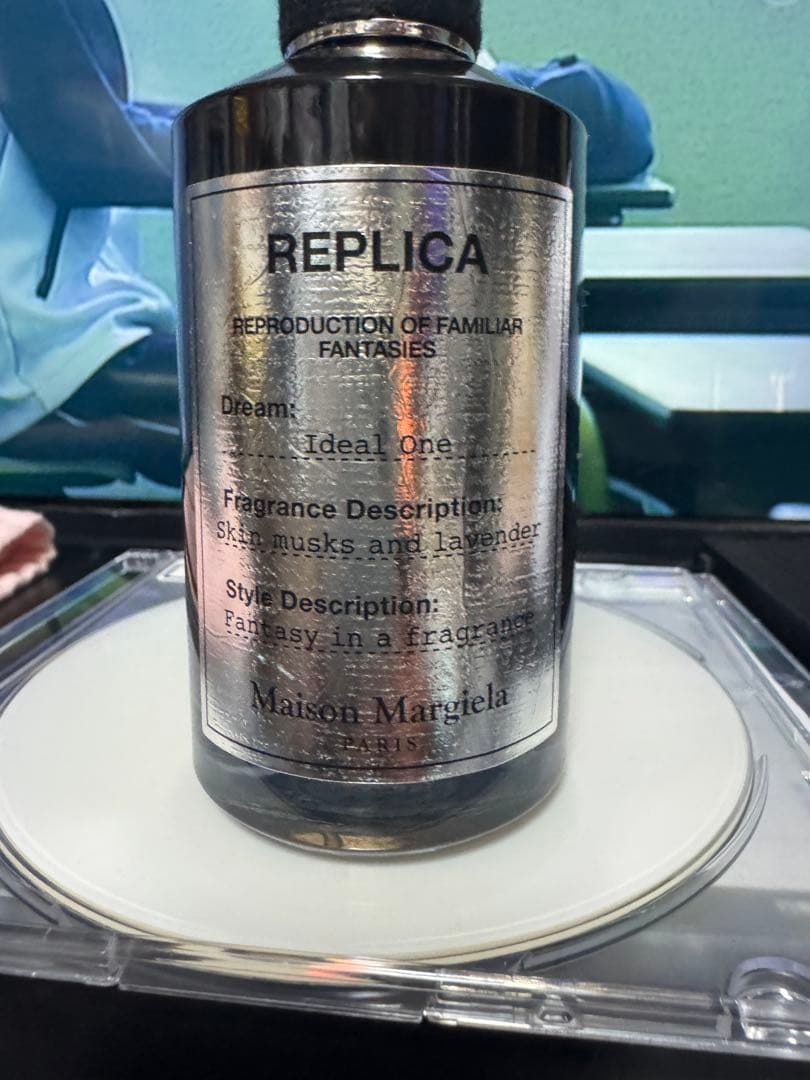 REPLICA
REPRODUCTION OF FAMILIAR
FANTASIES
Dream:
Ideal One
Fragrance Description:
Skin musks and lavender
Style Description:
Fantasy in a fragrance
Maison Margiela
PARIS